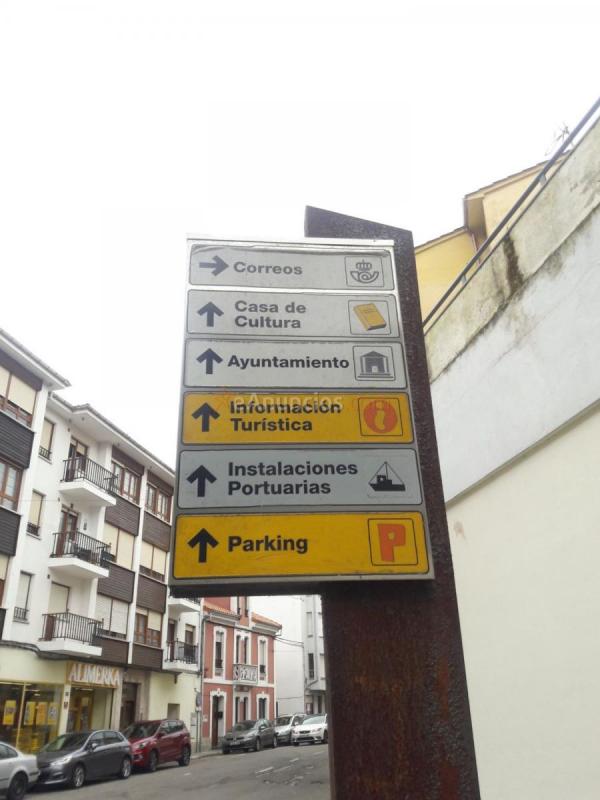 Correos
Casa de
Cultura
Ayuntamiento
eAnuncios
Información
Turística
i
Instalaciones
Portuarias
Parking
P
ALIMERKA